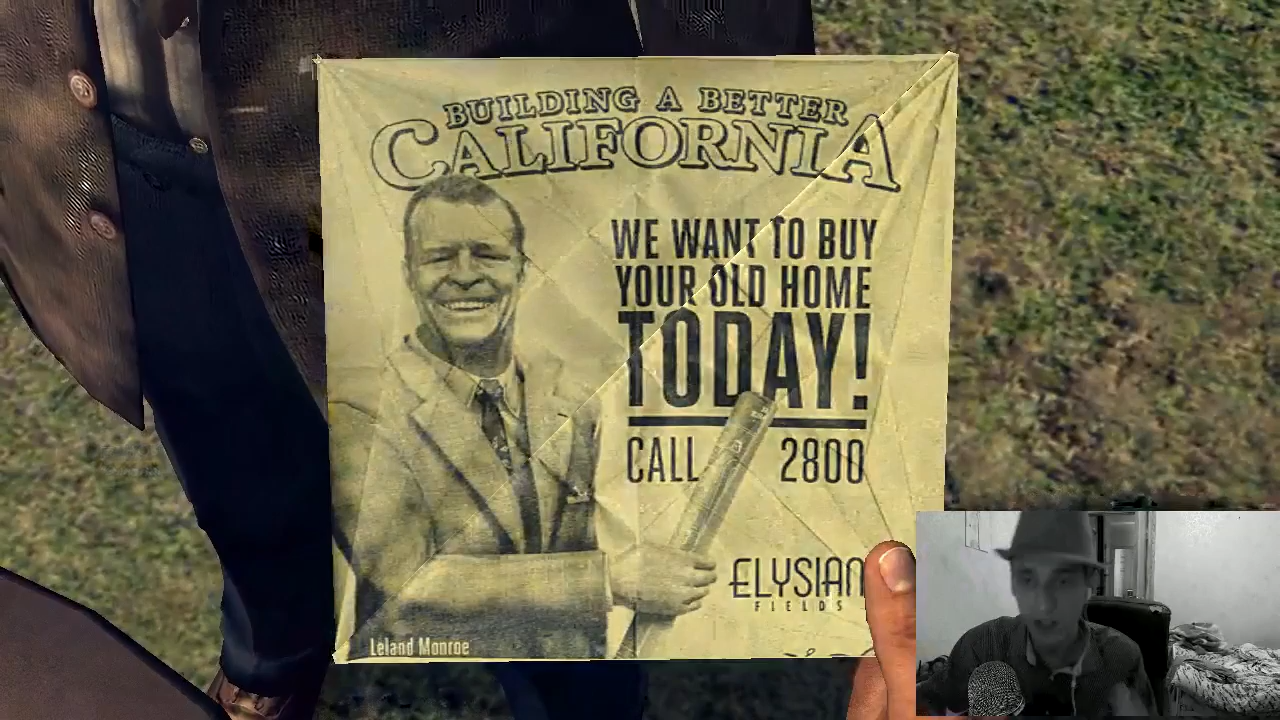 BUILDING A BETTER
CALIFORNIA
WE WANT TO BUY
YOUR OLD HOME
TODAY!
CALL 2800
ELYSIAN
FIELDS
Leland Monroe